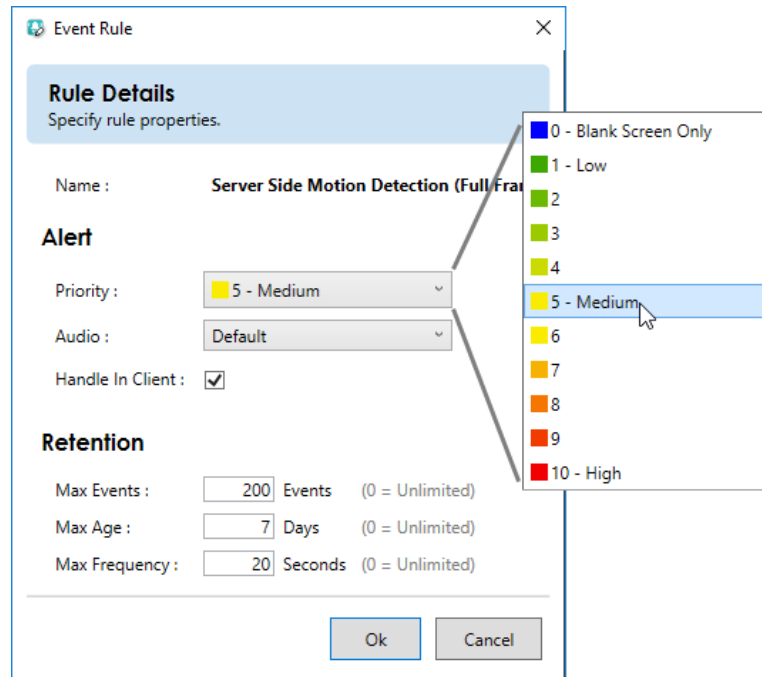 Event Rule
Rule Details
Specify rule properties.
Name : Server Side Motion Detection (Full
Alert
Priority : 5 - Medium
Audio : Default
Handle In Client :
Retention
Max Events : 200 Events (0 = Unlimited)
Max Age : 7 Days (0 = Unlimited)
Max Frequency : 20 Seconds (0 = Unlimited)
Ok Cancel
0 - Blank Screen Only
1 - Low
2
3
4
5 - Medium
6
7
8
9
10 - High